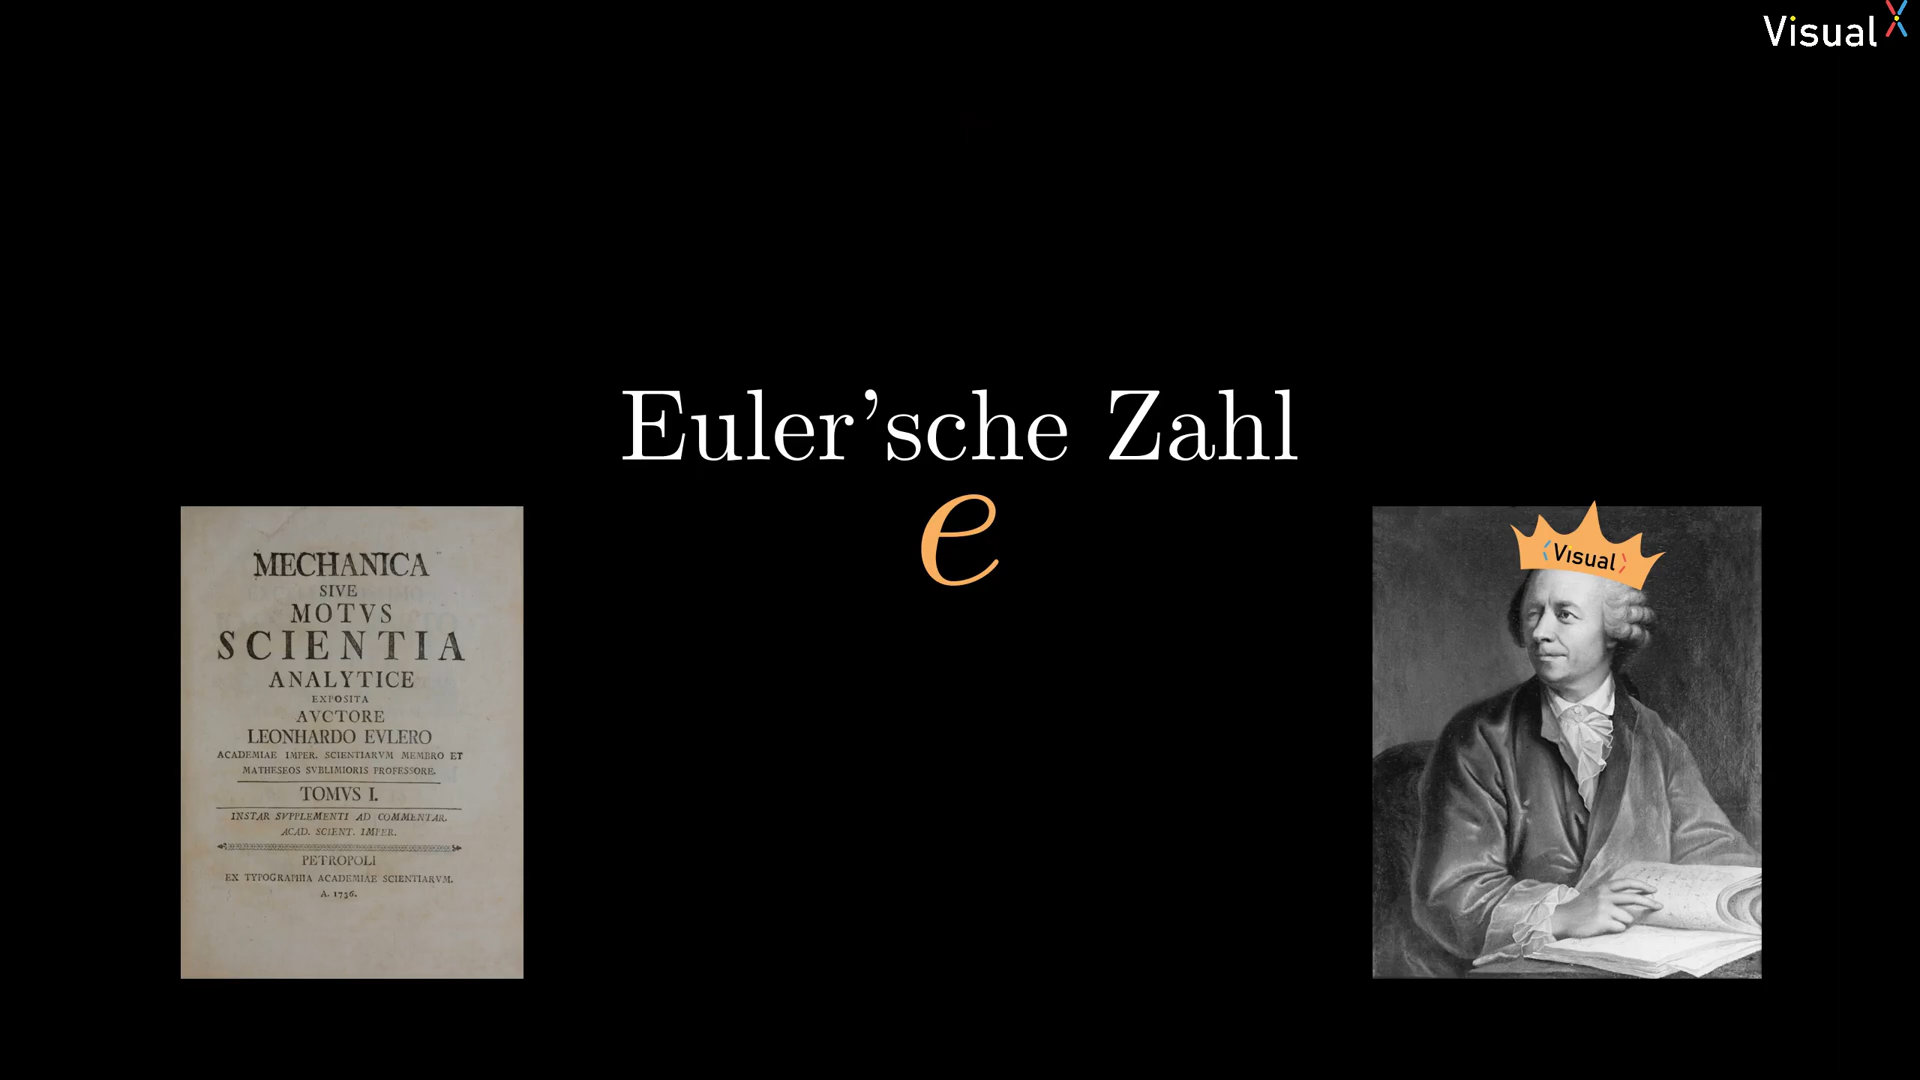 Visual
Euler’sche Zahl
e
MECHANICA
SIVE
MOTVS
SCIENTIA
ANALYTICE
EXPOSITA
AVCTORE
LEONHARDO EVLERO
ACADEMIAE IMPER. SCIENTIARVM MEMBRO ET
MATHESEOS SVBLIMIORIS PROFESSORE.
TOMVS I.
INSTAR SVPPLEMENTI AD COMMENTAR.
ACAD. SCIENT. IMPER.
PETROPOLI
EX TYPOGRAPHIA ACADEMIAE SCIENTIARVM.
A. 1736.
Visual